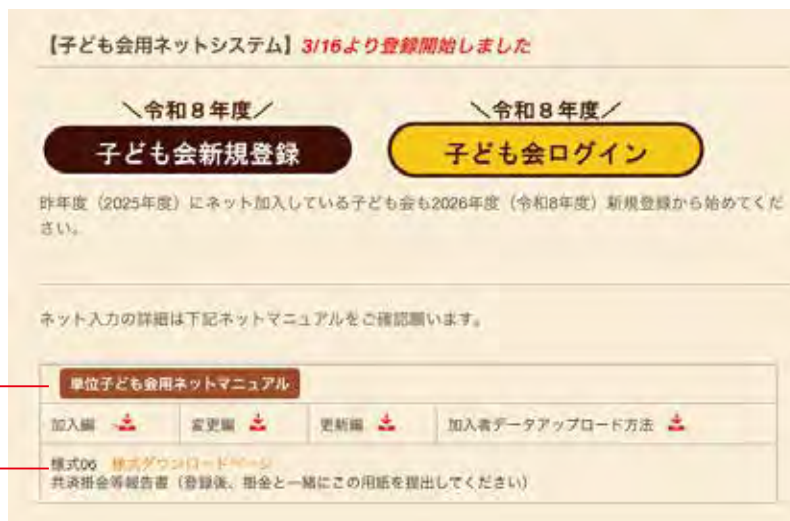 【子ども会用ネットシステム】 3/16より登録開始しました
＼令和８年度／
＼令和８年度／
子ども会新規登録
子ども会ログイン
昨年度（2025年度）にネット加入している子ども会も2026年度（令和8年度）新規登録から始めてくだ
さい。
ネット入力の詳細は下記ネットマニュアルをご確認願います。
単位子ども会用ネットマニュアル
加入編 変更編 更新編 加入者データアップロード方法
様式06 様式ダウンロードページ
共済掛金等報告書（登録後、掛金と一緒にこの用紙を提出してください）